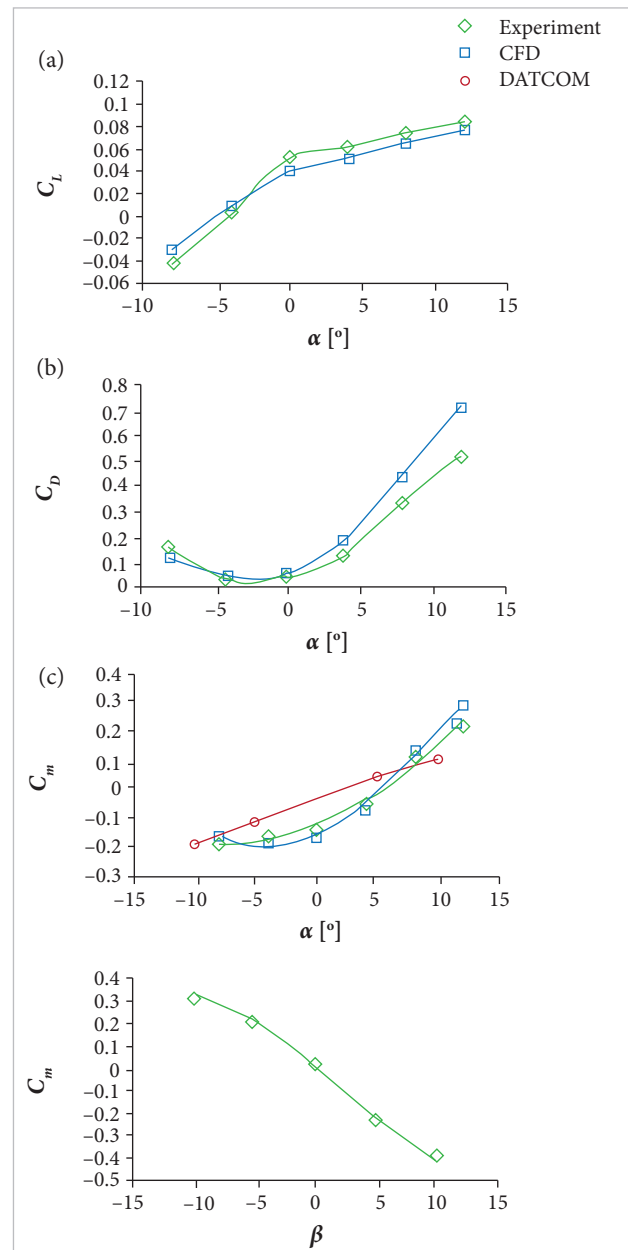 Experiment
CFD
DATCOM
(a)
0.12
0.1
0.08
0.06
0.04
0.02
0
−0.02
−0.04
−0.06
C_L
−10 −5 0 5 10 15
α [º]
(b)
0.8
0.7
0.6
0.5
0.4
0.3
0.2
0.1
0
C_D
−10 −5 0 5 10 15
α [º]
(c)
0.4
0.3
0.2
0.1
0
−0.1
−0.2
−0.3
C_m
−15 −10 −5 0 5 10 15
α [º]
0.4
0.3
0.2
0.1
0
−0.1
−0.2
−0.3
−0.4
−0.5
C_m
−15 −10 −5 0 5 10 15
β